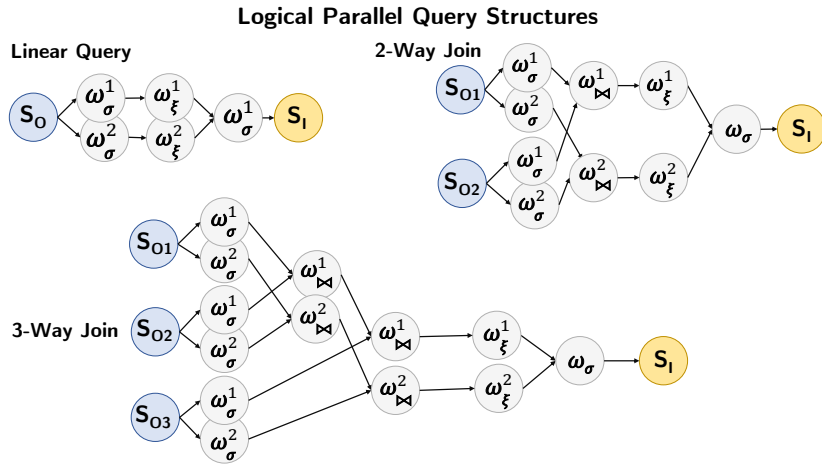 Logical Parallel Query Structures
Linear Query
S_O
ω_σ^1
ω_ξ^1
ω_σ^2
ω_ξ^2
ω_σ^1
S_I
2-Way Join
S_O1
ω_σ^1
ω_σ^2
ω_⋈^1
ω_ξ^1
S_O2
ω_σ^1
ω_σ^2
ω_⋈^2
ω_ξ^2
ω_σ
S_I
3-Way Join
S_O1
ω_σ^1
ω_σ^2
S_O2
ω_σ^1
ω_σ^2
S_O3
ω_σ^1
ω_σ^2
ω_⋈^1
ω_⋈^2
ω_⋈^1
ω_ξ^1
ω_⋈^2
ω_ξ^2
ω_σ
S_I